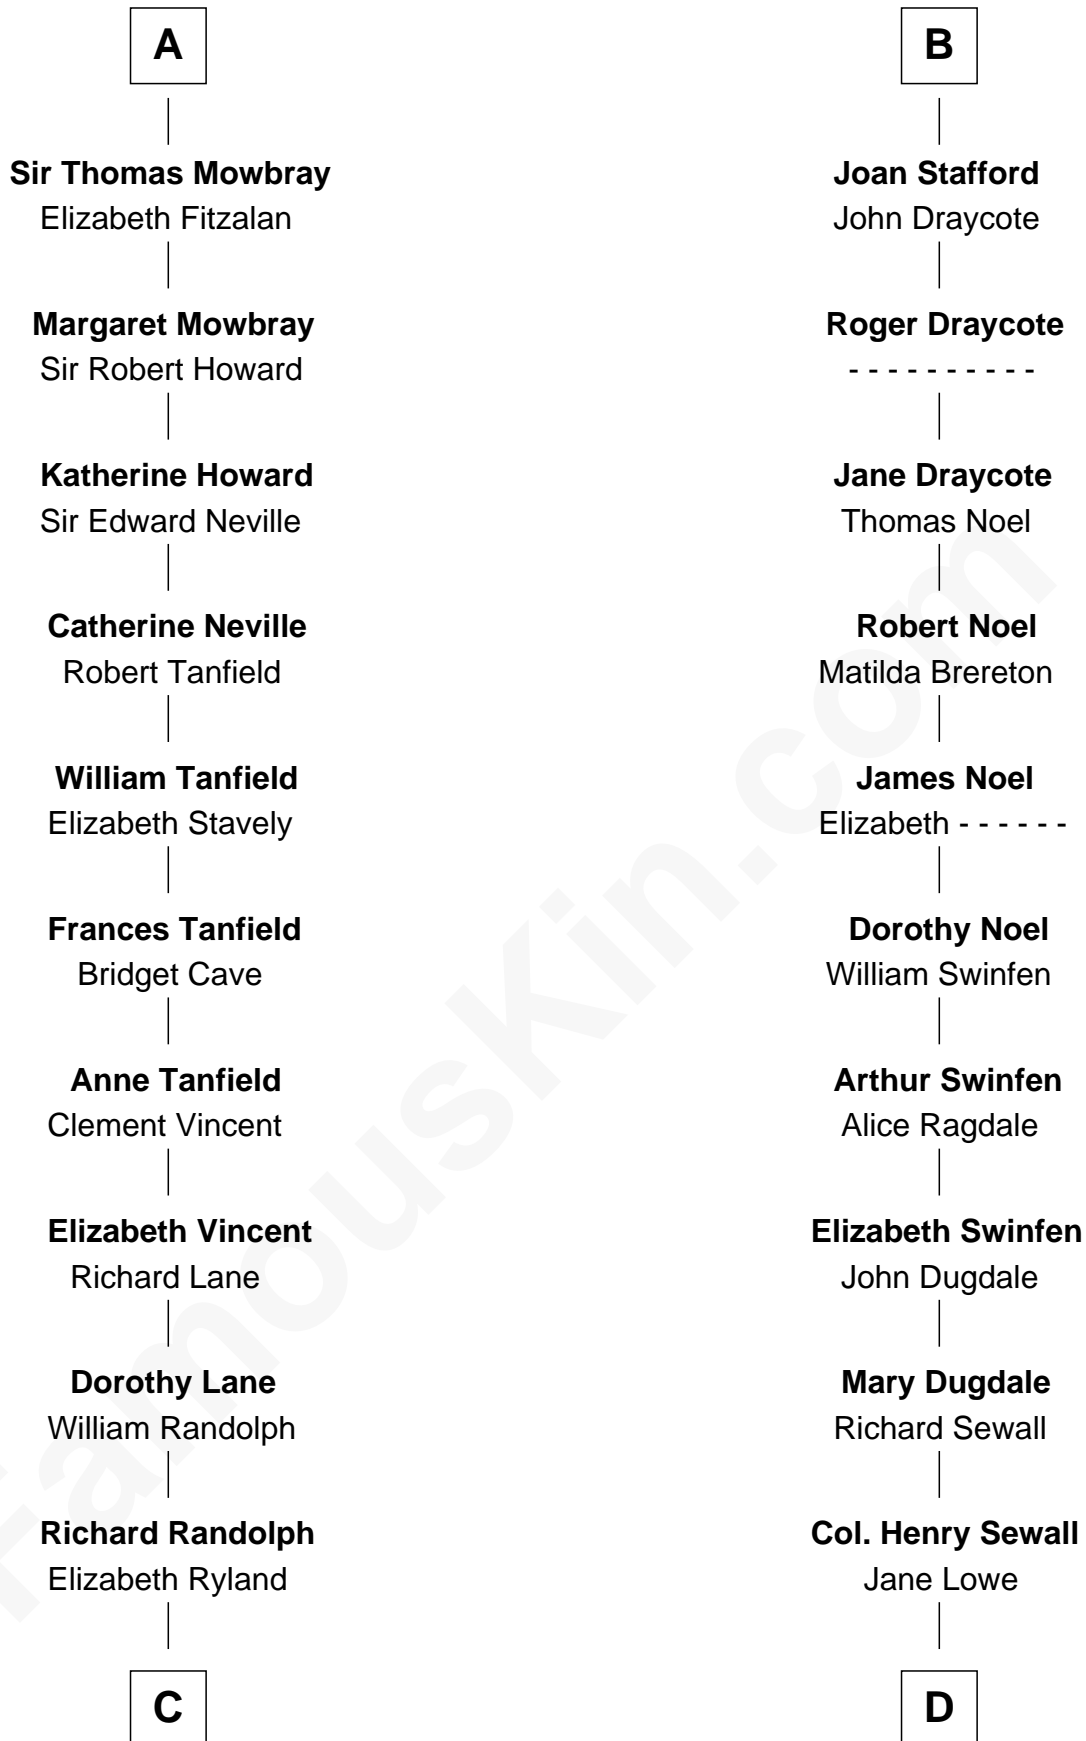 A
Sir Thomas Mowbray
Elizabeth Fitzalan
Margaret Mowbray
Sir Robert Howard
Katherine Howard
Sir Edward Neville
Catherine Neville
Robert Tanfield
William Tanfield
Elizabeth Stavely
Frances Tanfield
Bridget Cave
Anne Tanfield
Clement Vincent
Elizabeth Vincent
Richard Lane
Dorothy Lane
William Randolph
Richard Randolph
Elizabeth Ryland
C
B
Joan Stafford
John Draycote
Roger Draycote
- - - - - - - - - -
Jane Draycote
Thomas Noel
Robert Noel
Matilda Brereton
James Noel
Elizabeth - - - - - -
Dorothy Noel
William Swinfen
Arthur Swinfen
Alice Ragdale
Elizabeth Swinfen
John Dugdale
Mary Dugdale
Richard Sewall
Col. Henry Sewall
Jane Lowe
D
FamousKin.com